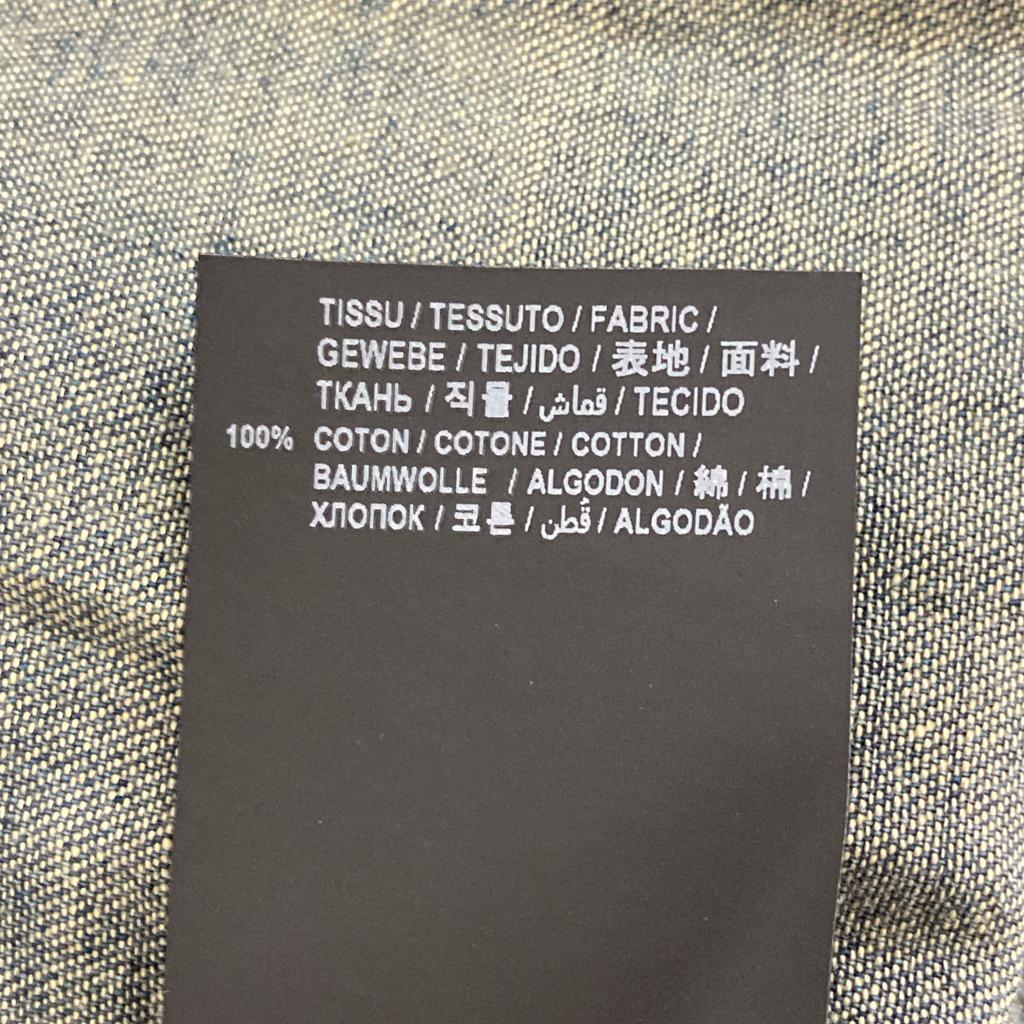 TISSU / TESSUTO / FABRIC /
GEWEBE / TEJIDO / 表地 / 面料 /
ТКАНЬ / 직물 / قماش / TECIDO
100% COTON / COTONE / COTTON /
BAUMWOLLE / ALGODON / 綿 / 棉 /
ХЛОПОК / 코튼 / قُطن / ALGODÃO